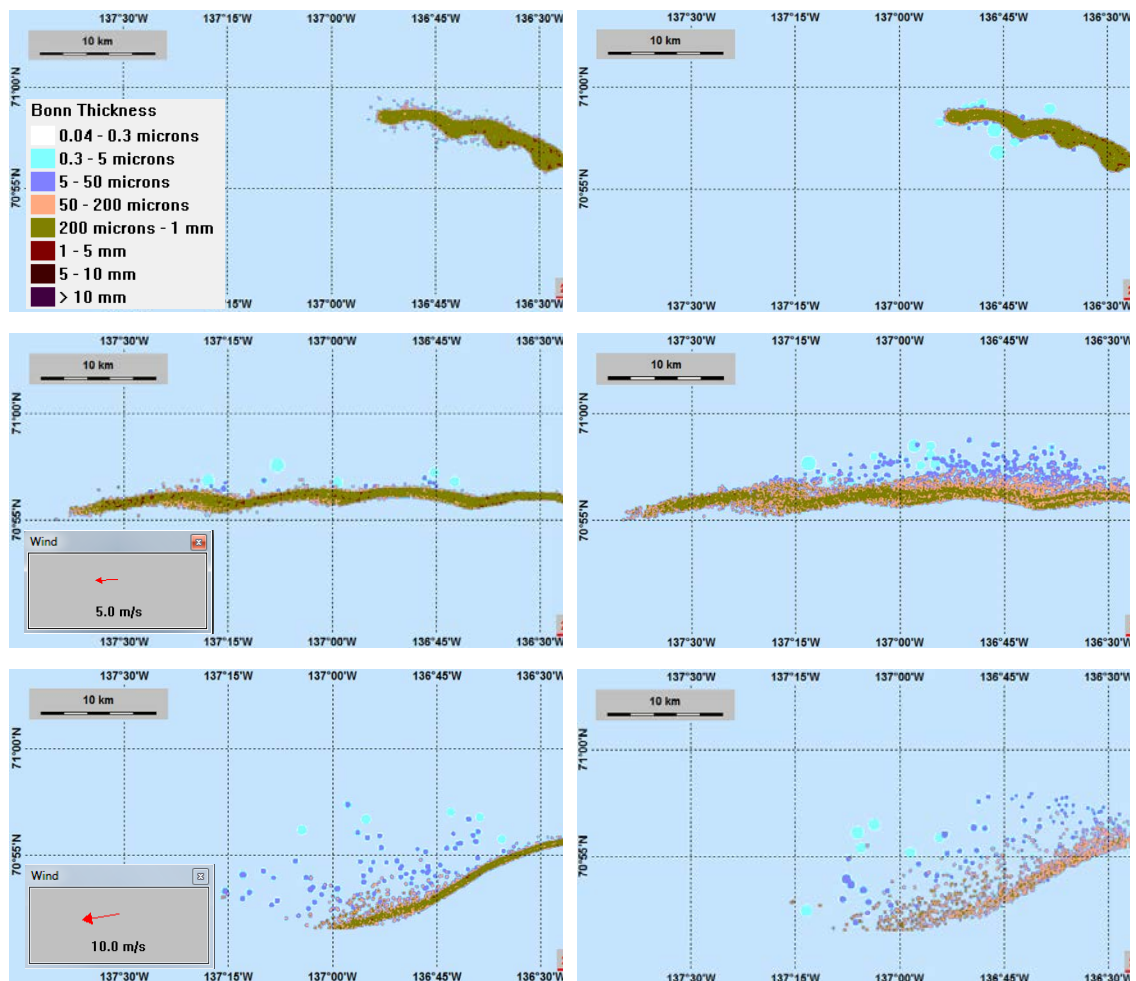 137°30'W 137°15'W 137°00'W 136°45'W 136°30'W
10 km
71°00'N
70°55'N
Bonn Thickness
0.04 - 0.3 microns
0.3 - 5 microns
5 - 50 microns
50 - 200 microns
200 microns - 1 mm
1 - 5 mm
5 - 10 mm
> 10 mm
7°15'W 137°00'W 136°45'W 136°30'W
137°30'W 137°15'W 137°00'W 136°45'W 136°30'W
10 km
71°00'N
70°55'N
137°30'W 137°15'W 137°00'W 136°45'W 136°30'W
137°30'W 137°15'W 137°00'W 136°45'W 136°30'W
10 km
71°00'N
70°55'N
Wind
5.0 m/s
137°30'W 137°15'W 137°00'W 136°45'W 136°30'W
137°30'W 137°15'W 137°00'W 136°45'W 136°30'W
10 km
71°00'N
70°55'N
137°30'W 137°15'W 137°00'W 136°45'W 136°30'W
137°30'W 137°15'W 137°00'W 136°45'W 136°30'W
10 km
71°00'N
70°55'N
Wind
10.0 m/s
137°30'W 137°15'W 137°00'W 136°45'W 136°30'W
137°30'W 137°15'W 137°00'W 136°45'W 136°30'W
10 km
71°00'N
70°55'N
137°30'W 137°15'W 137°00'W 136°45'W 136°30'W